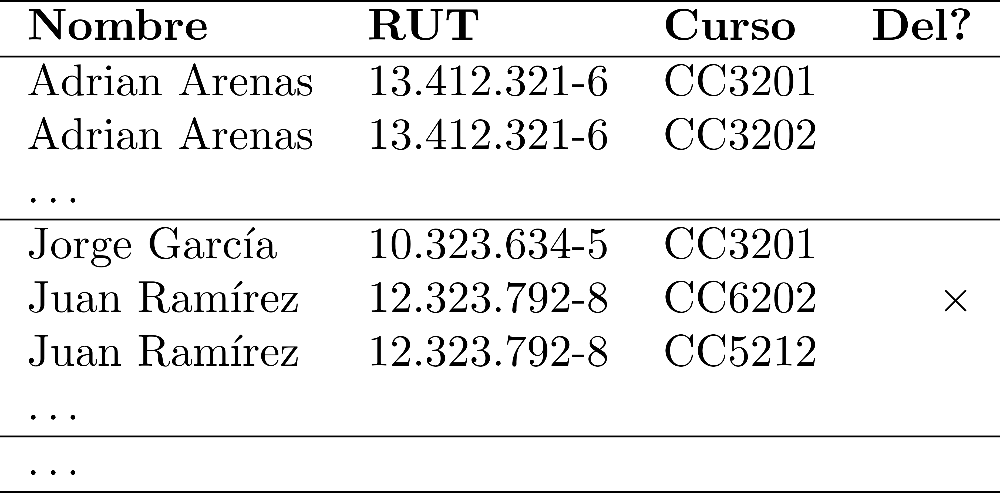 Nombre RUT Curso Del?
Adrian Arenas 13.412.321-6 CC3201
Adrian Arenas 13.412.321-6 CC3202
...
Jorge García 10.323.634-5 CC3201
Juan Ramírez 12.323.792-8 CC6202 ×
Juan Ramírez 12.323.792-8 CC5212
...
...